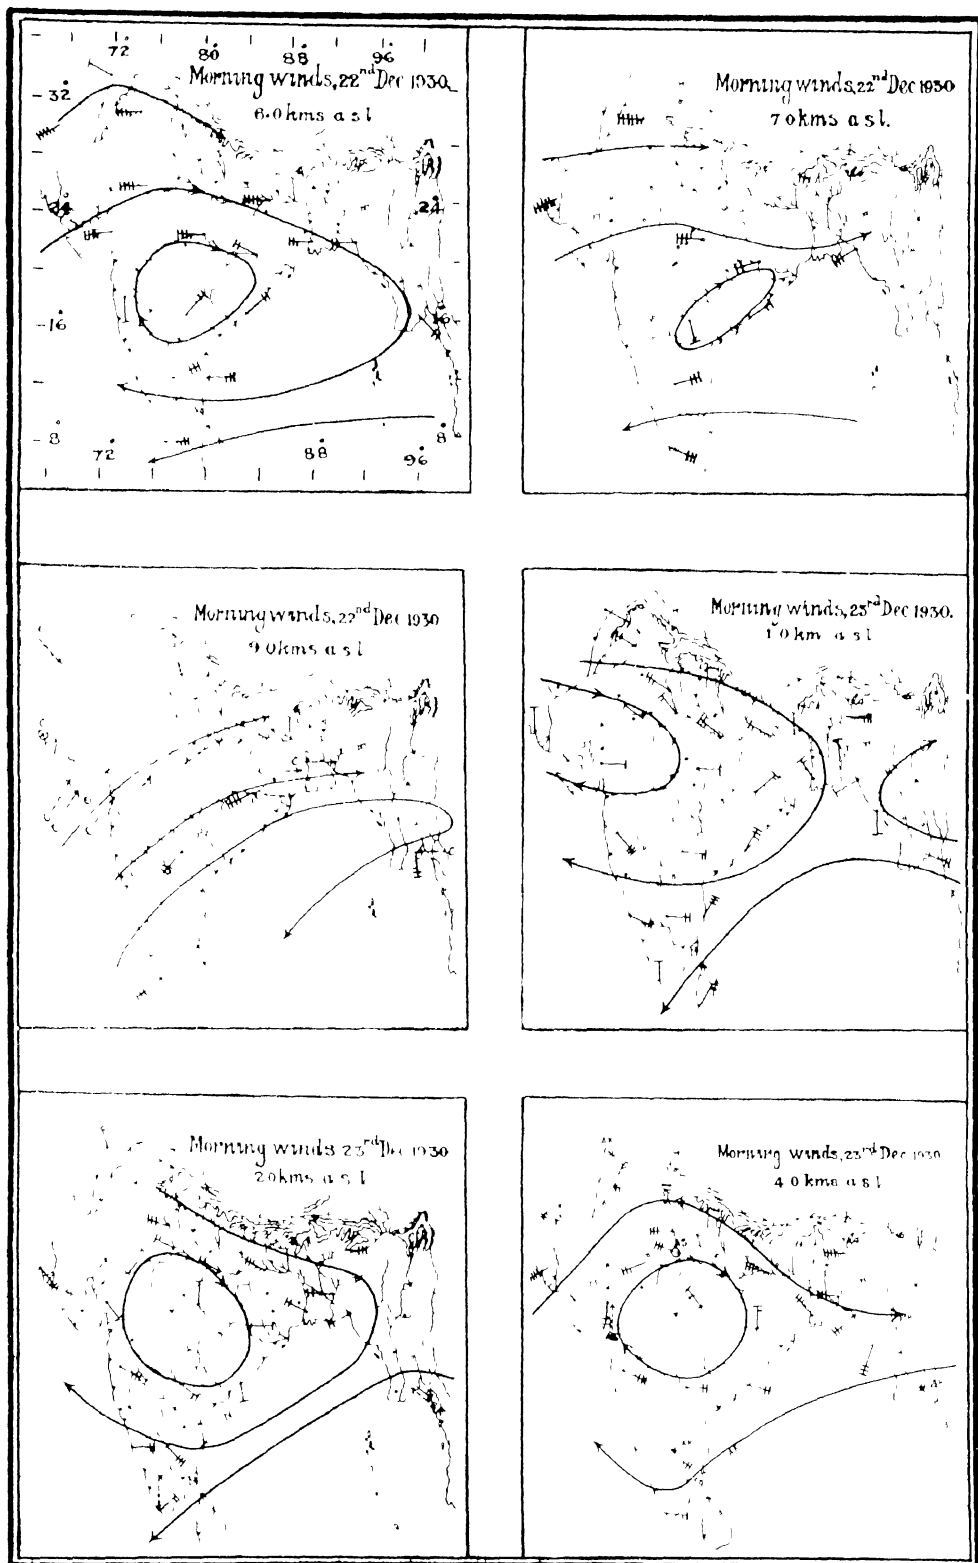 72° 80° 88° 96°
Morning winds, 22nd Dec 1930.
6.0 kms a s l
32°
24° 24°
16° 16°
8° 8°
72° 88° 96°
Morning winds, 22nd Dec 1930
7 0 kms a s l.
Morning winds, 22nd Dec 1930
9 0 kms a s l
Morning winds, 23rd Dec 1930.
1 0 km a s l
Morning winds 23rd Dec 1930
2 0 kms a s l
Morning winds, 23rd Dec 1930
4 0 kms a s l